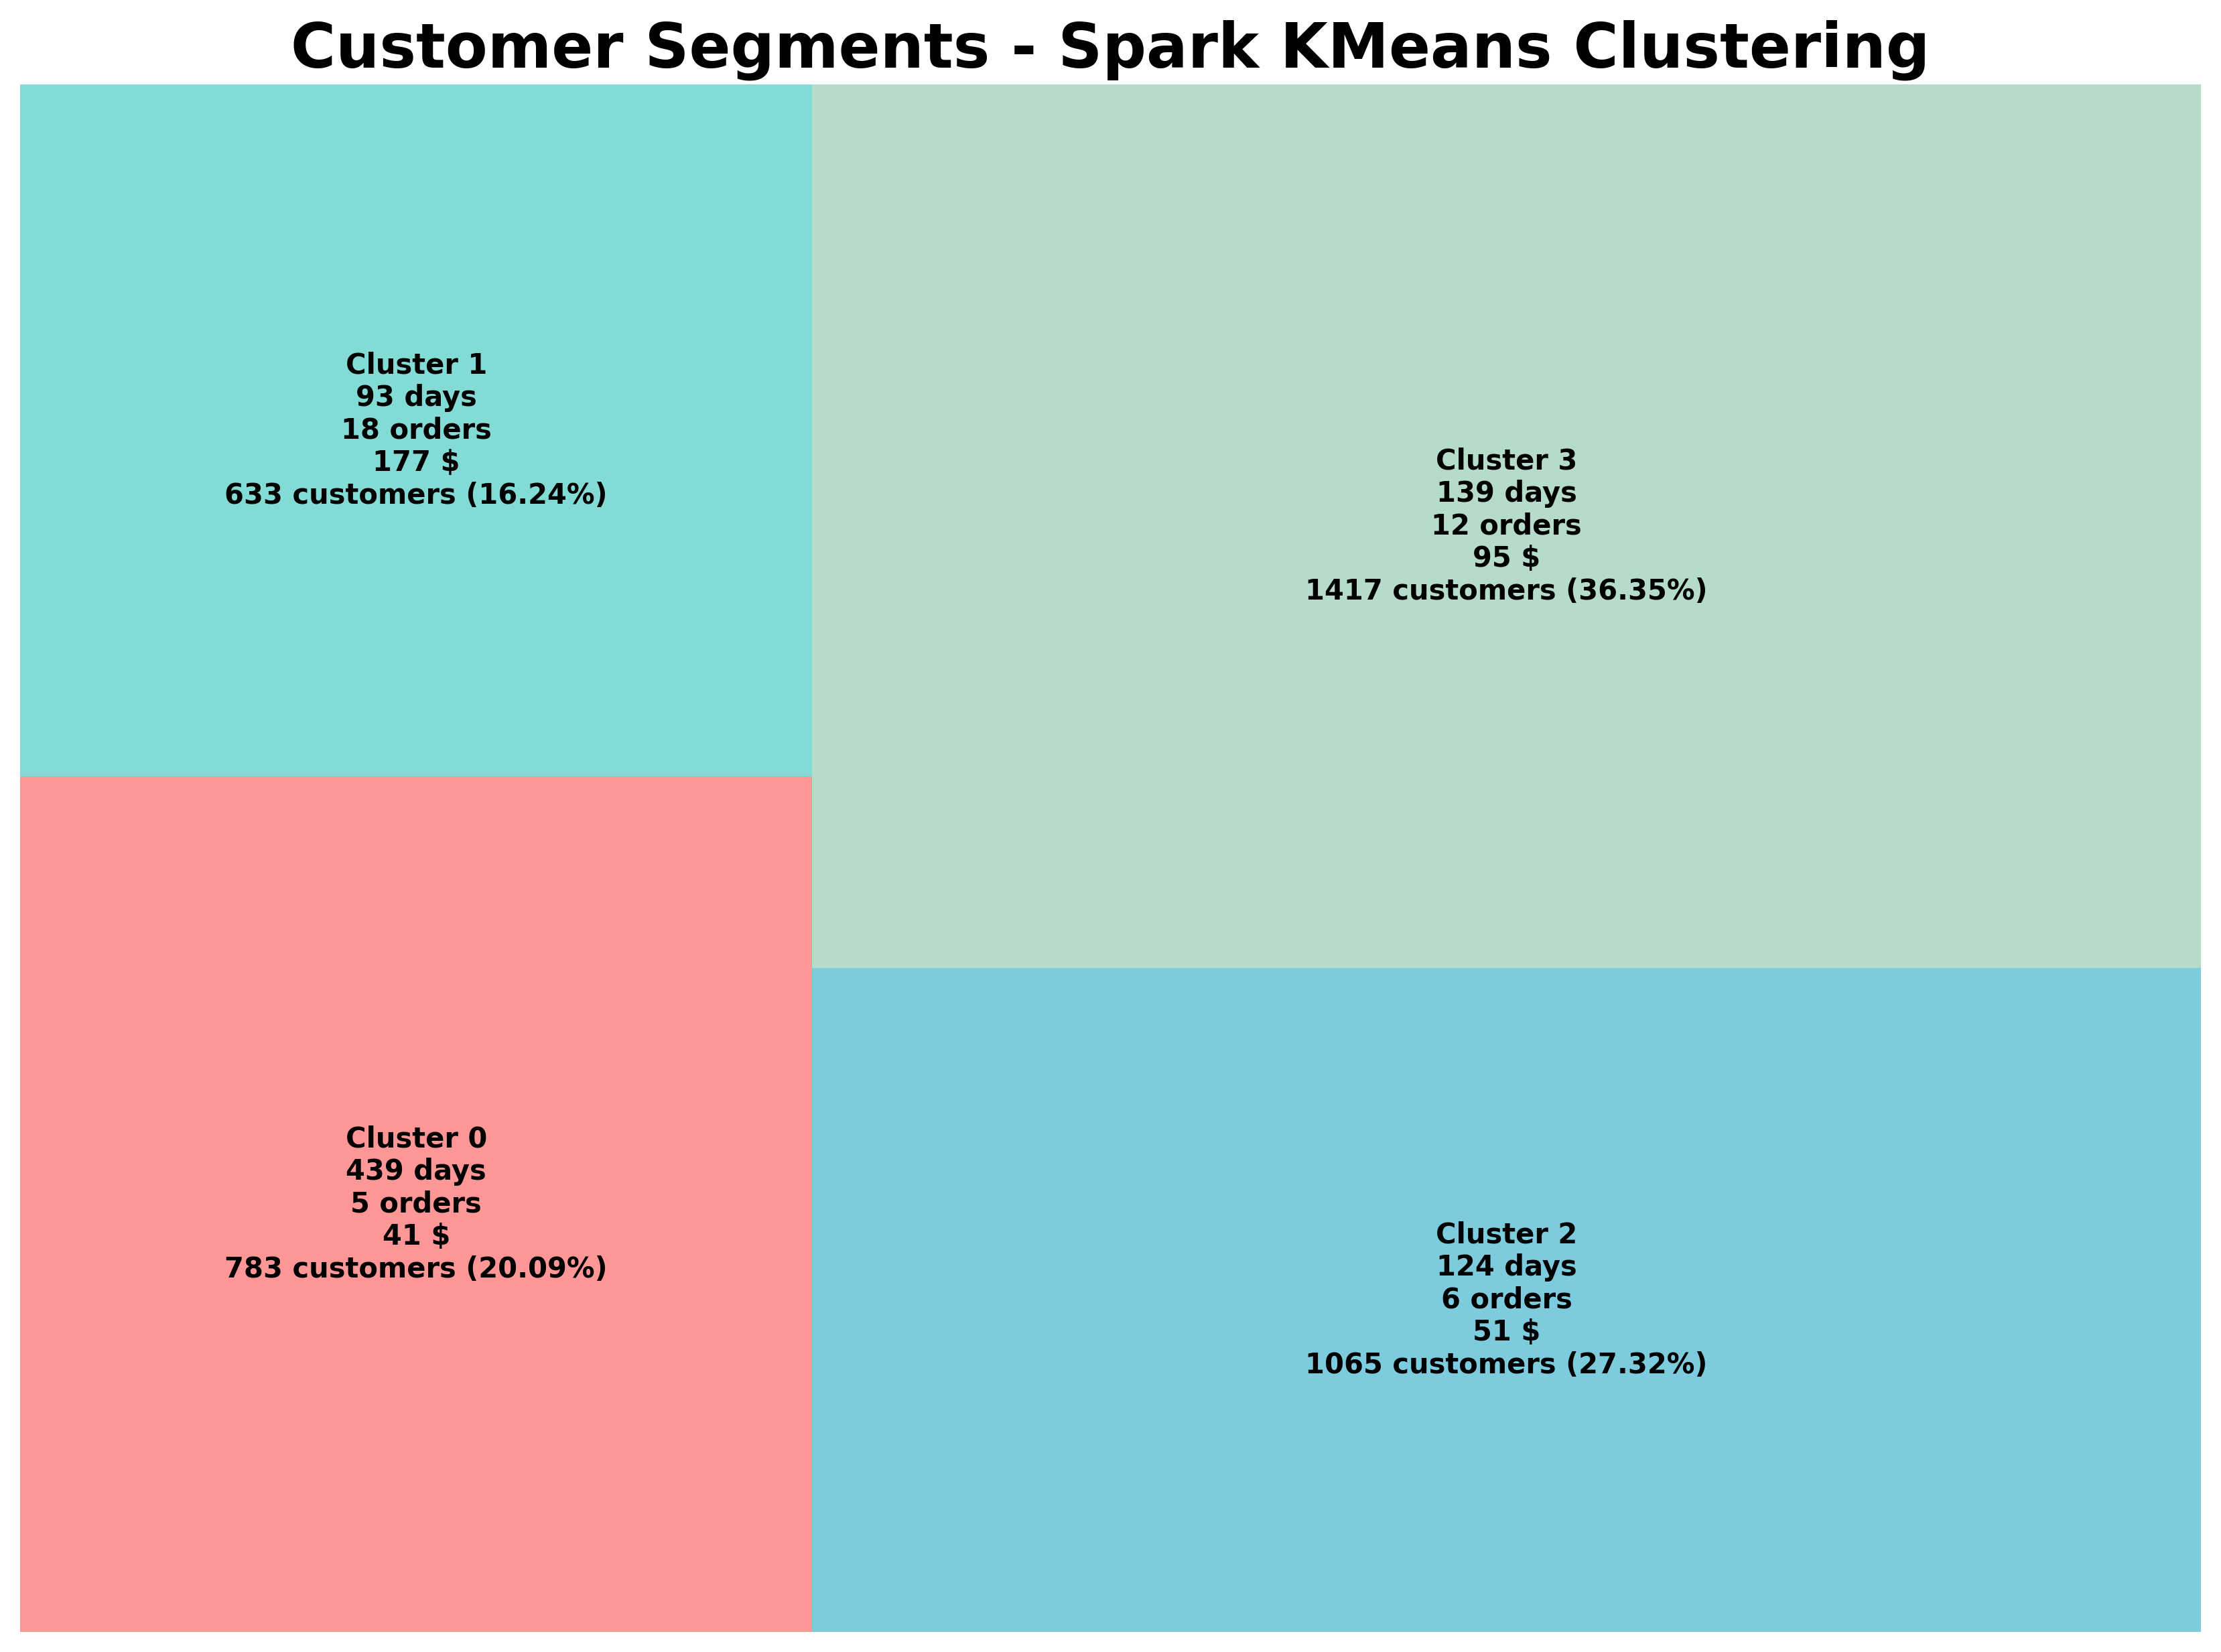 Customer Segments - Spark KMeans Clustering
Cluster 1
93 days
18 orders
177 $
633 customers (16.24%)
Cluster 3
139 days
12 orders
95 $
1417 customers (36.35%)
Cluster 0
439 days
5 orders
41 $
783 customers (20.09%)
Cluster 2
124 days
6 orders
51 $
1065 customers (27.32%)